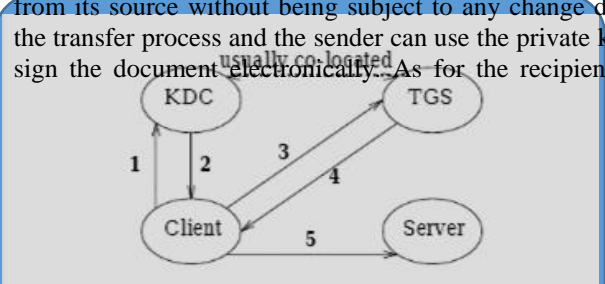 from its source without being subject to any change d
the transfer process and the sender can use the private k
sign the document electronically. As for the recipien
usually co-located
KDC
TGS
1
2
3
4
Client
Server
5